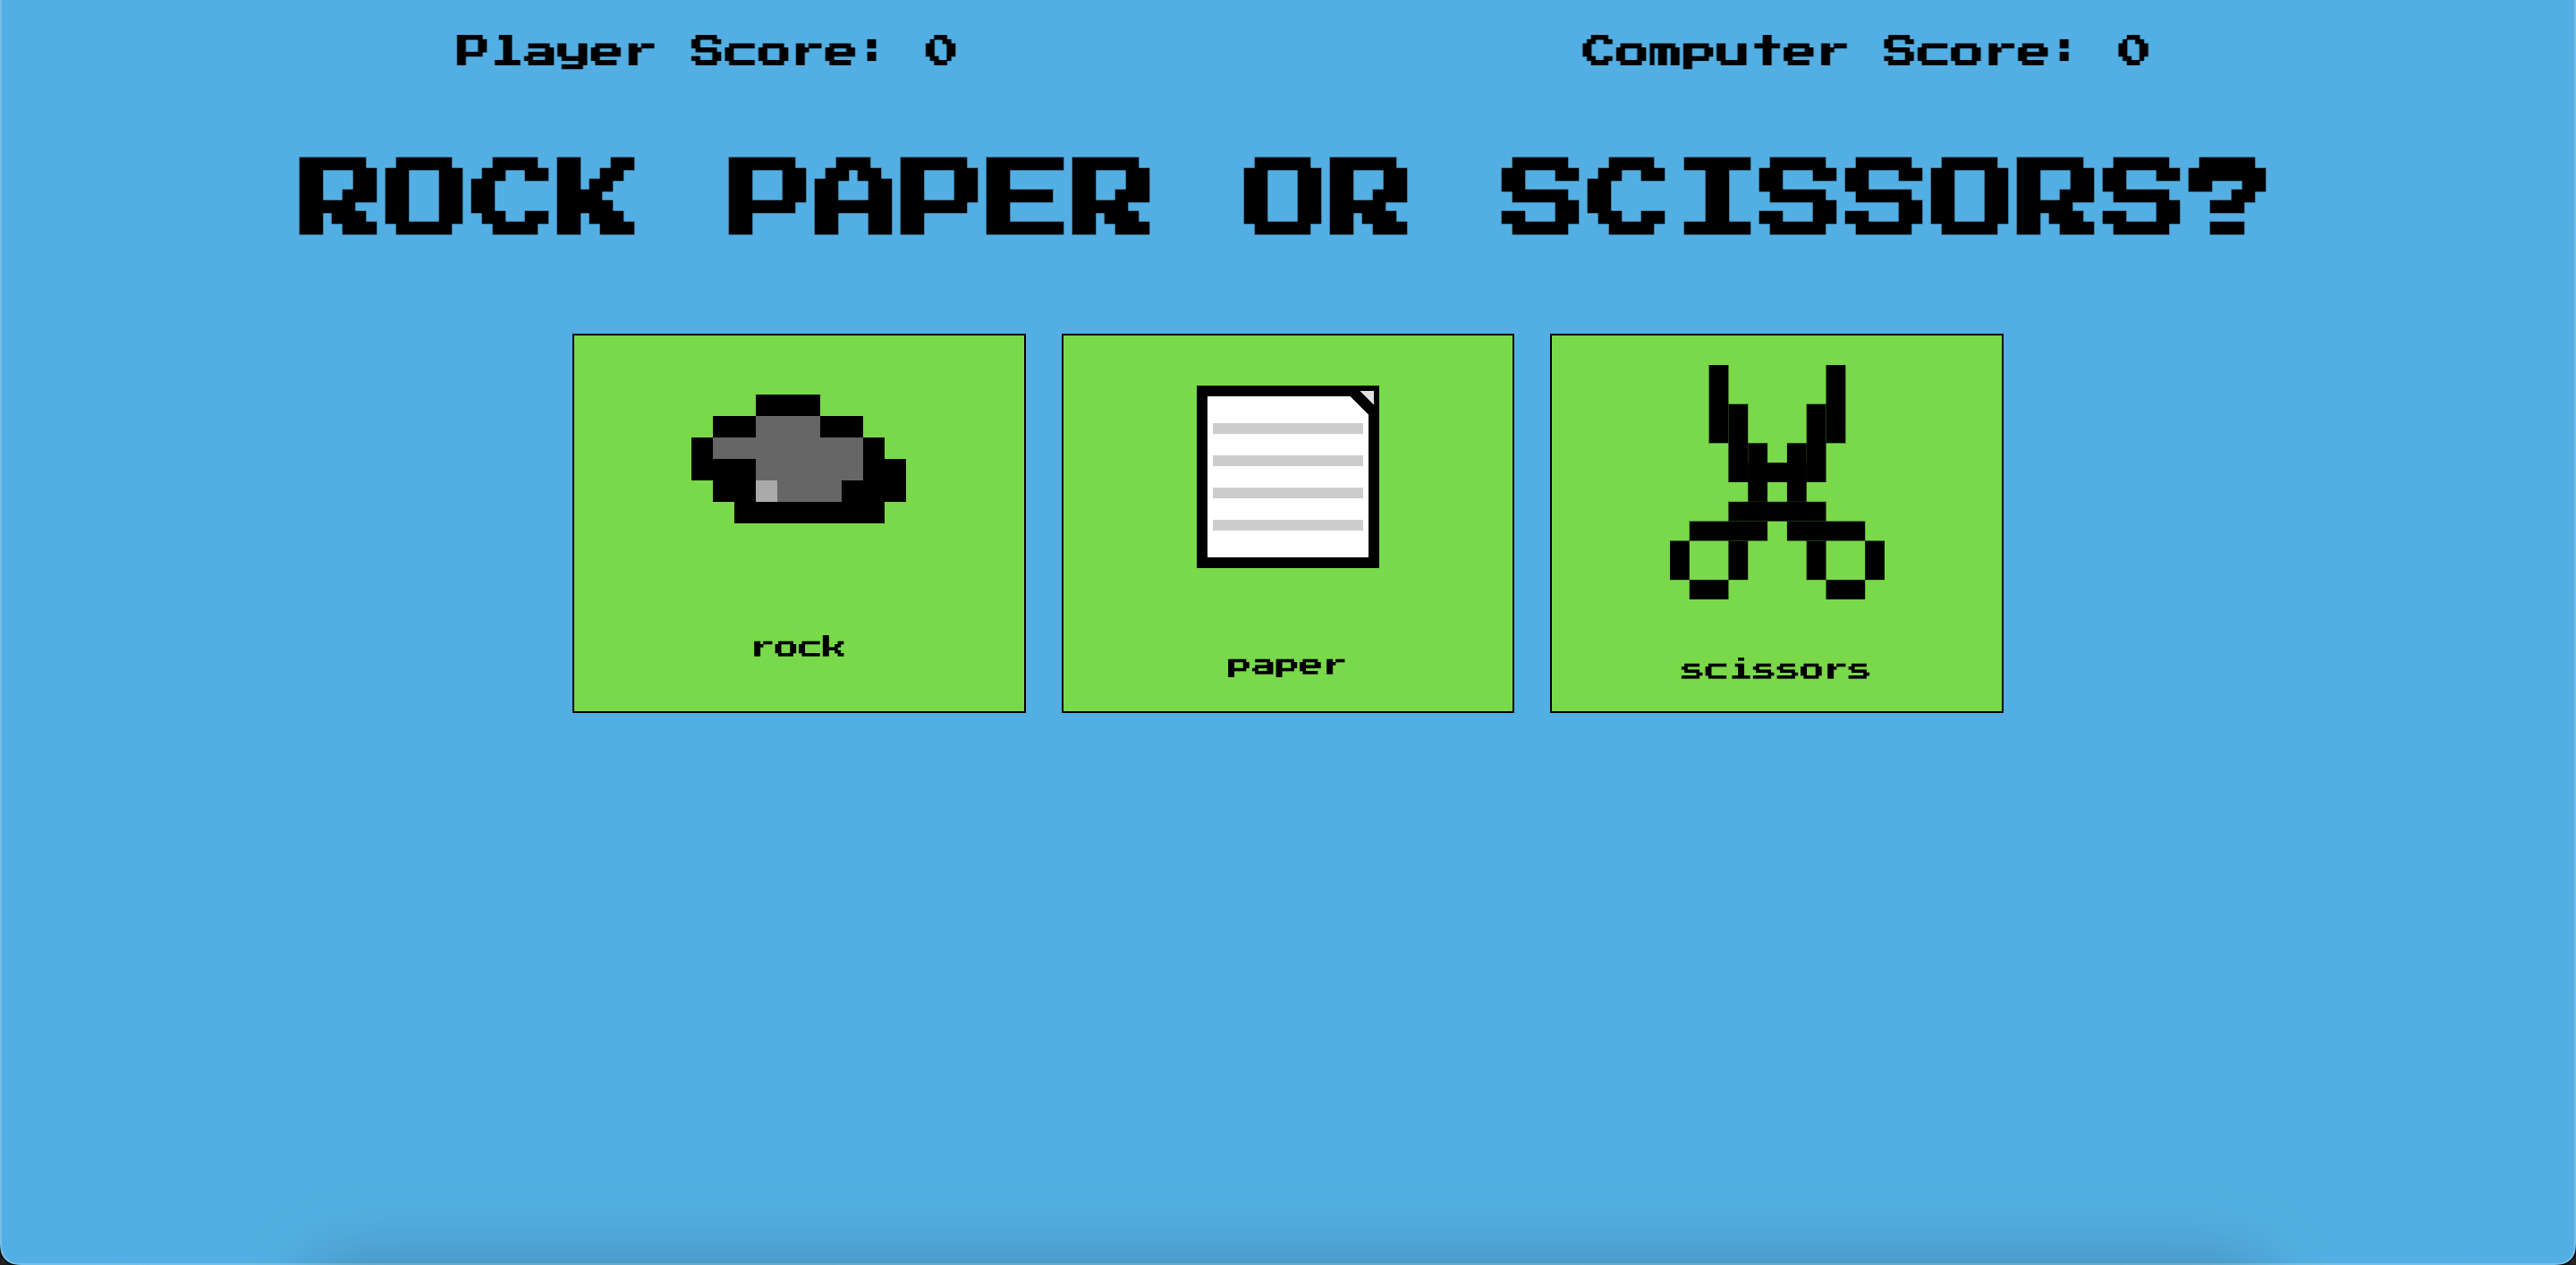 Player Score: 0
Computer Score: 0
ROCK PAPER OR SCISSORS?
rock
paper
scissors